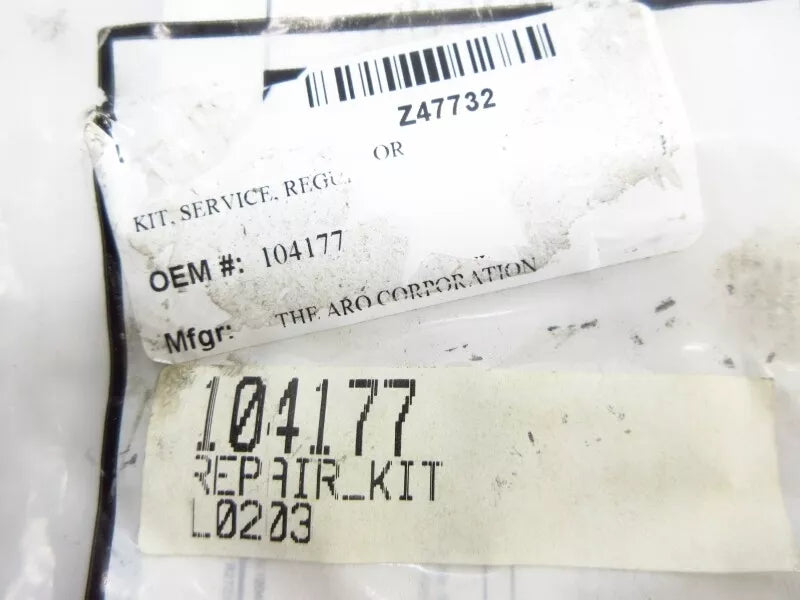 Z47732
KIT, SERVICE, REGU OR
OEM #: 104177
Mfgr: THE ARO CORPORATION
104177
REPAIR_KIT
L0203